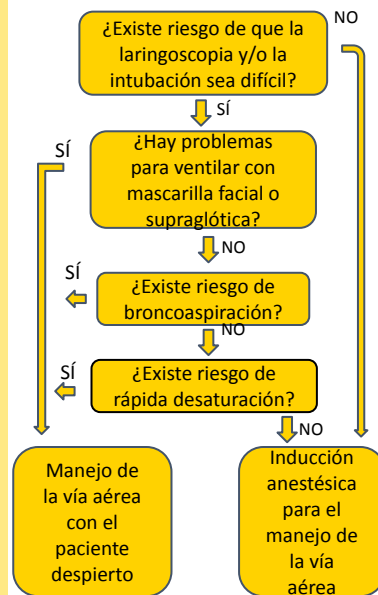 ¿Existe riesgo de que la
laringoscopia y/o la
intubación sea difícil?
NO
SÍ
¿Hay problemas
para ventilar con
mascarilla facial o
supraglótica?
SÍ
NO
¿Existe riesgo de
broncoaspiración?
SÍ
NO
¿Existe riesgo de
rápida desaturación?
SÍ
NO
Manejo de
la vía aérea
con el
paciente
despierto
Inducción
anestésica
para el
manejo de
la vía
aérea